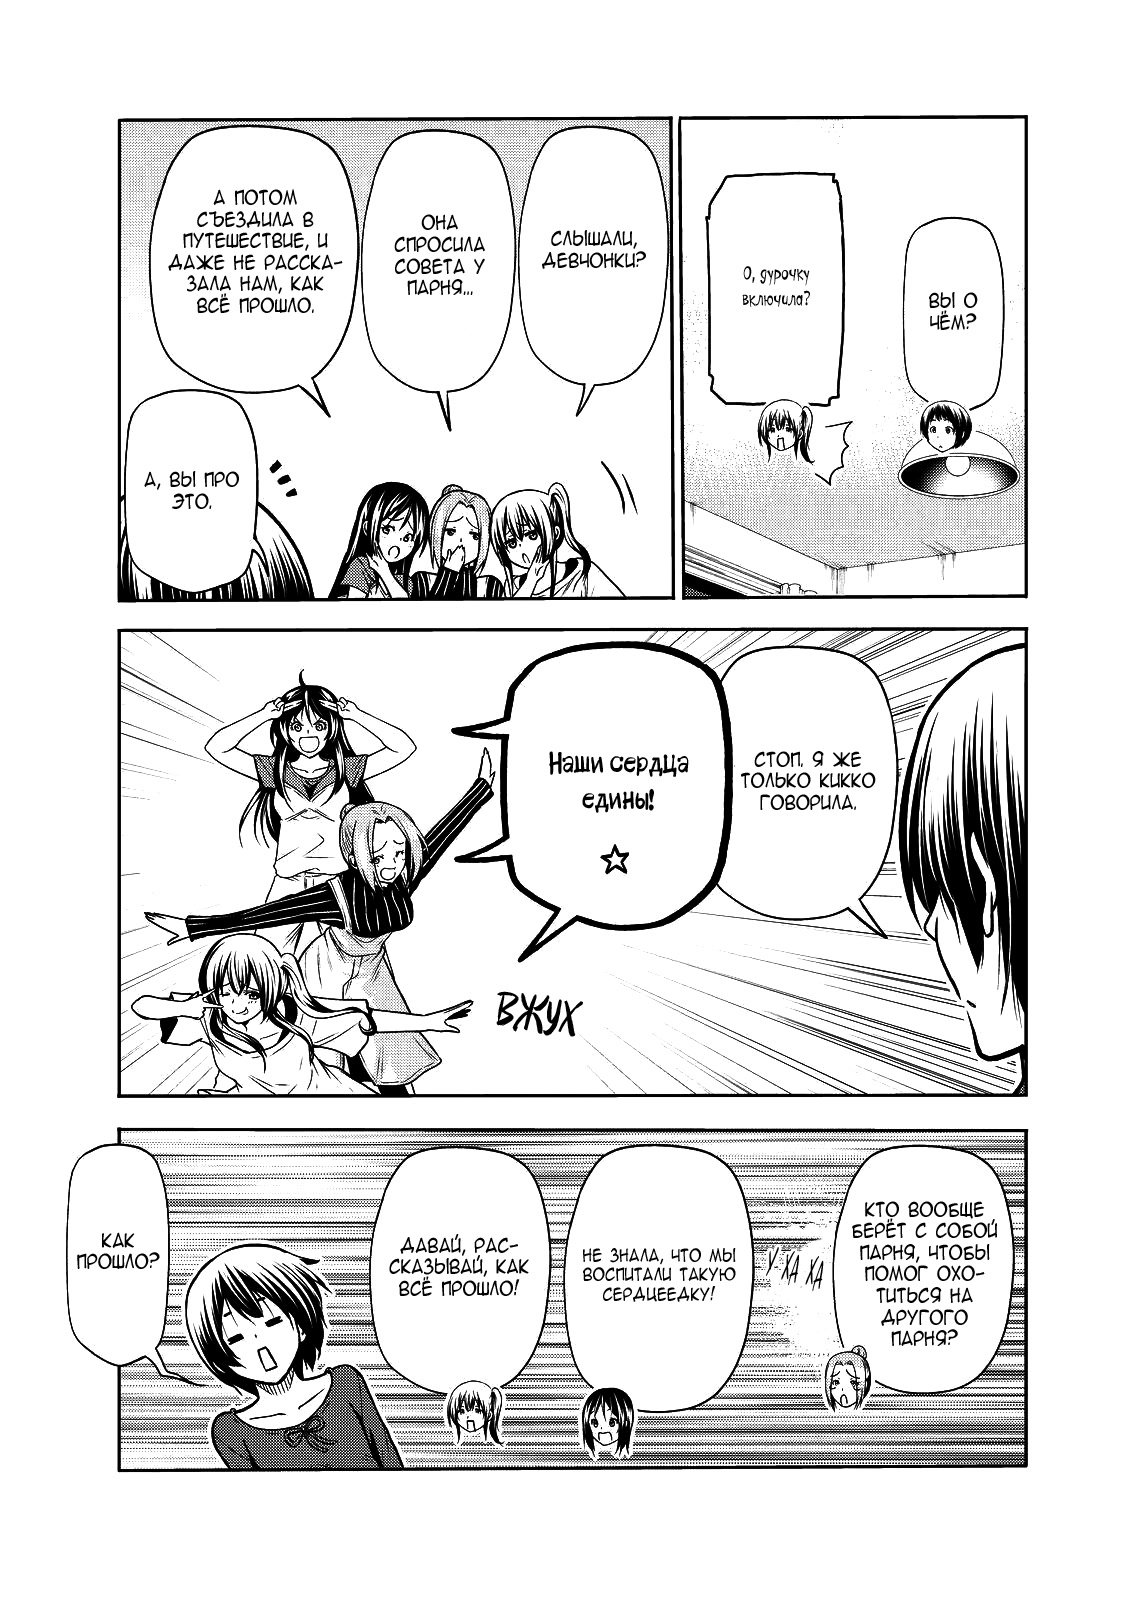 ВЫ О
ЧЁМ?
О, дурочку
включила?
СЛЫШАЛИ,
ДЕВЧОНКИ?
ОНА
СПРОСИЛА
СОВЕТА У
ПАРНЯ...
А ПОТОМ
СЪЕЗДИЛА В
ПУТЕШЕСТВИЕ, И
ДАЖЕ НЕ РАССКА-
ЗАЛА НАМ, КАК
ВСЁ ПРОШЛО.
А, ВЫ ПРО
ЭТО.
СТОП. Я ЖЕ
ТОЛЬКО КИККО
ГОВОРИЛА.
Наши сердца
едины!
☆
ВЖУХ
КТО ВООБЩЕ
БЕРЁТ С СОБОЙ
ПАРНЯ, ЧТОБЫ
ПОМОГ ОХО-
ТИТЬСЯ НА
ДРУГОГО
ПАРНЯ?
У ХА ХА
НЕ ЗНАЛА, ЧТО МЫ
ВОСПИТАЛИ ТАКУЮ
СЕРДЦЕЕДКУ!
ДАВАЙ, РАС-
СКАЗЫВАЙ, КАК
ВСЁ ПРОШЛО!
КАК
ПРОШЛО?